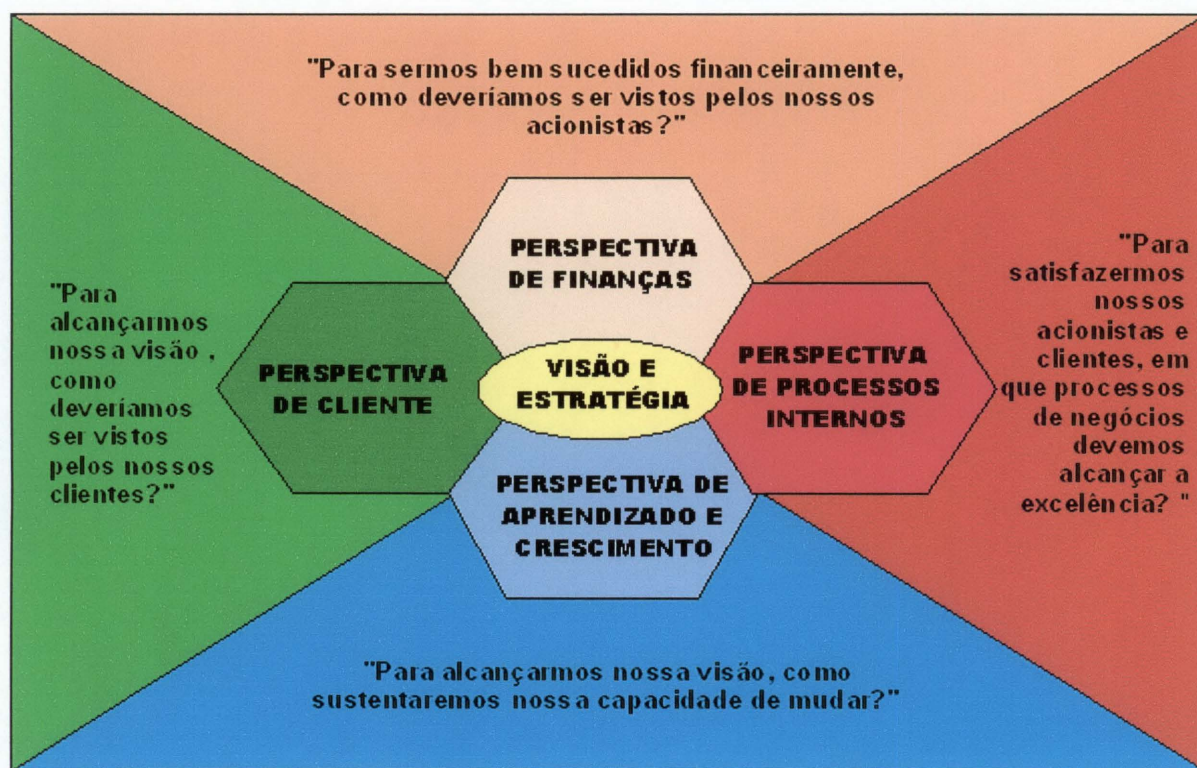 "Para sermos bem sucedidos financeiramente,
como deveríamos ser vistos pelos nossos
acionistas?"
PERSPECTIVA
DE FINANÇAS
"Para
alcançarmos
nossa visão ,
como
deveríamos
ser vistos
pelos nossos
clientes?"
PERSPECTIVA
DE CLIENTE
VISÃO E
ESTRATÉGIA
PERSPECTIVA
DE PROCESSOS
INTERNOS
"Para
satisfazermos
nossos
acionistas e
clientes, em
que processos
de negócios
devemos
alcançar a
excelência? "
PERSPECTIVA DE
APRENDIZADO E
CRESCIMENTO
"Para alcançarmos nossa visão, como
sustentaremos nossa capacidade de mudar?"